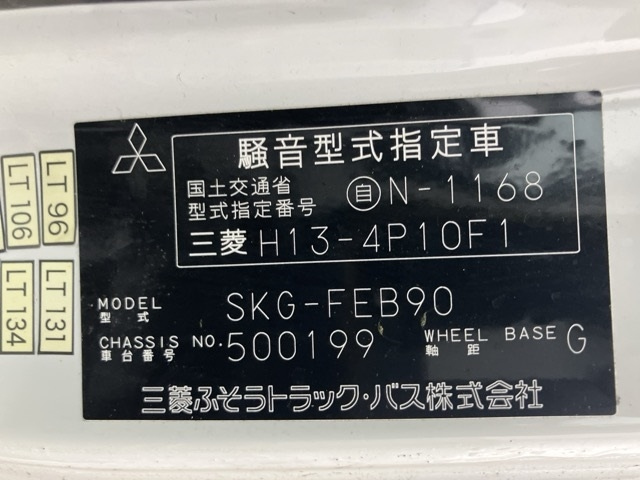 騒音型式指定車
国土交通省
型式指定番号 自N-1168
三菱 H13-4P10F1
MODEL
型式 SKG-FEB90
CHASSIS NO.
車台番号 500199 WHEEL BASE
軸距 G
三菱ふそうトラック・バス株式会社
LT 96
LT 106
LT 131
LT 134